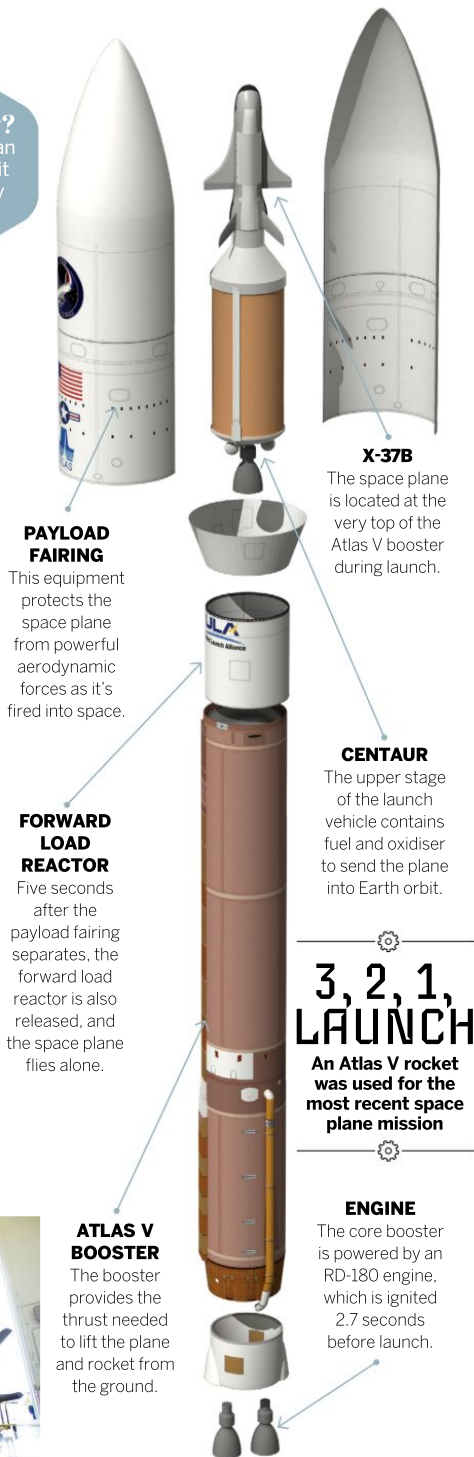 ?
an
it
y
PAYLOAD
FAIRING
This equipment
protects the
space plane
from powerful
aerodynamic
forces as it's
fired into space.
X-37B
The space plane
is located at the
very top of the
Atlas V booster
during launch.
ULA
Launch Alliance
FORWARD
LOAD
REACTOR
Five seconds
after the
payload fairing
separates, the
forward load
reactor is also
released, and
the space plane
flies alone.
CENTAUR
The upper stage
of the launch
vehicle contains
fuel and oxidiser
to send the plane
into Earth orbit.
3, 2, 1,
LAUNCH
An Atlas V rocket
was used for the
most recent space
plane mission
ATLAS V
BOOSTER
The booster
provides the
thrust needed
to lift the plane
and rocket from
the ground.
ENGINE
The core booster
is powered by an
RD-180 engine,
which is ignited
2.7 seconds
before launch.